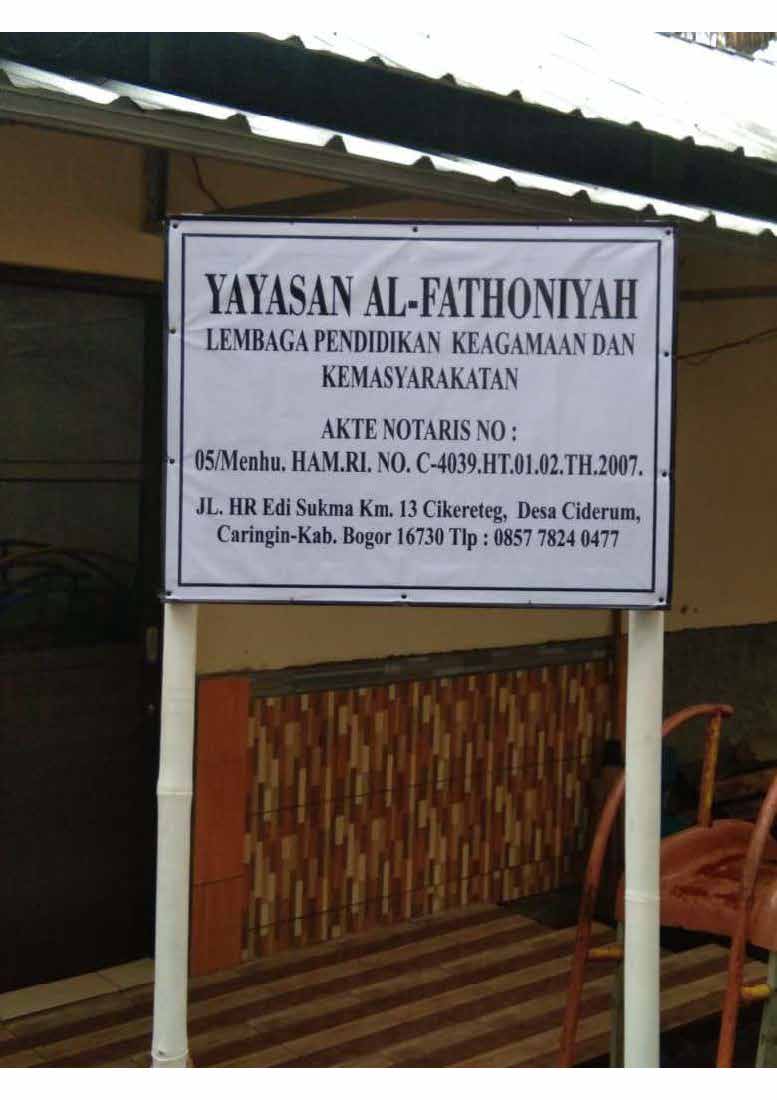 YAYASAN AL-FATHONIYAH
LEMBAGA PENDIDIKAN KEAGAMAAN DAN
KEMASYARAKATAN
AKTE NOTARIS NO :
05/Menhu. HAM.RI. NO. C-4039.HT.01.02.TH.2007.
JL. HR Edi Sukma Km. 13 Cikereteg, Desa Ciderum,
Caringin-Kab. Bogor 16730 Tlp : 0857 7824 0477